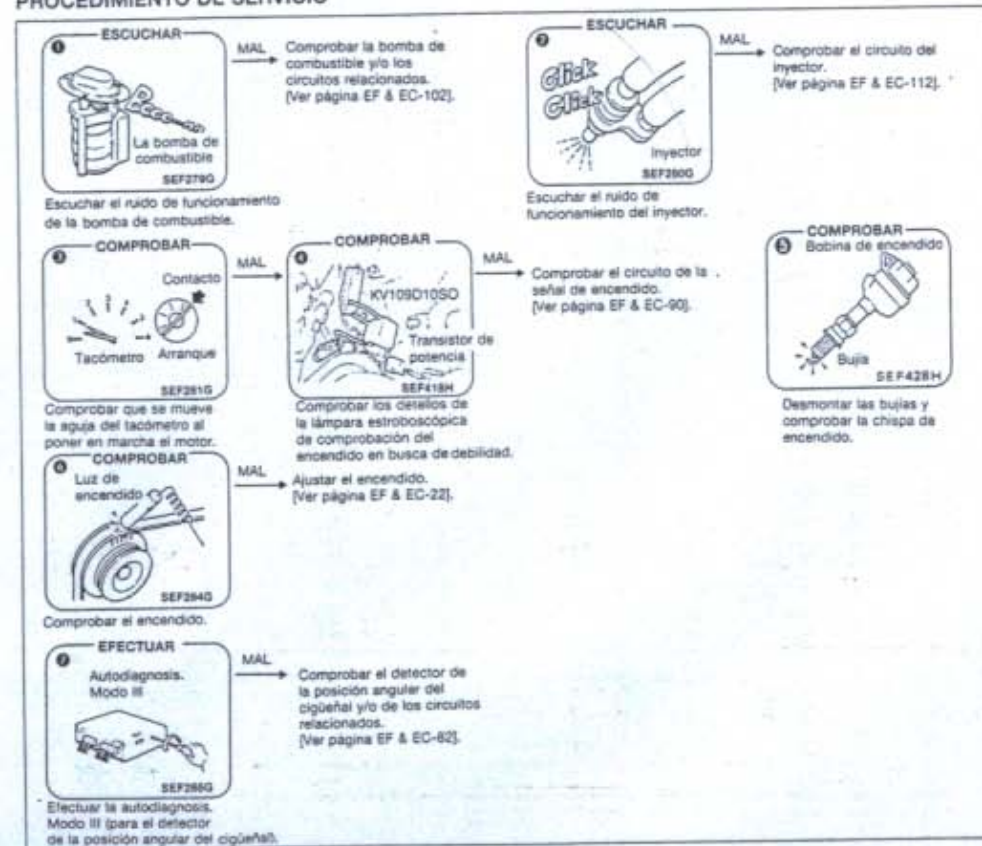 PROCEDIMIENTO DE SERVICIO
1
ESCUCHAR
La bomba de
combustible
SEF279G
MAL
Comprobar la bomba de
combustible y/o los
circuitos relacionados.
[Ver página EF & EC-102].
Escuchar el ruido de funcionamiento
de la bomba de combustible.
2
ESCUCHAR
Click
Click
Inyector
SEF280G
MAL
Comprobar el circuito del
inyector.
[Ver página EF & EC-112].
Escuchar el ruido de
funcionamiento del inyector.
3
COMPROBAR
Contacto
Tacómetro Arranque
SEF281G
MAL
Comprobar que se mueve
la aguja del tacómetro al
poner en marcha el motor.
4
COMPROBAR
KV109D10SO
Transistor de
potencia
SEF418H
MAL
Comprobar el circuito de la
señal de encendido.
[Ver página EF & EC-90].
Comprobar los detellos de
la lámpara estroboscópica
de comprobación del
encendido en busca de debilidad.
5
COMPROBAR
Bobina de encendido
Bujía
SEF428H
Desmontar las bujías y
comprobar la chispa de
encendido.
6
COMPROBAR
Luz de
encendido
SEF284G
MAL
Ajustar el encendido.
[Ver página EF & EC-22].
Comprobar el encendido.
7
EFECTUAR
Autodiagnosis.
Modo III
SEF285G
MAL
Comprobar el detector de
la posición angular del
cigüeñal y/o de los circuitos
relacionados.
[Ver página EF & EC-82].
Efectuar la autodiagnosis.
Modo III (para el detector
de la posición angular del cigüeñal).